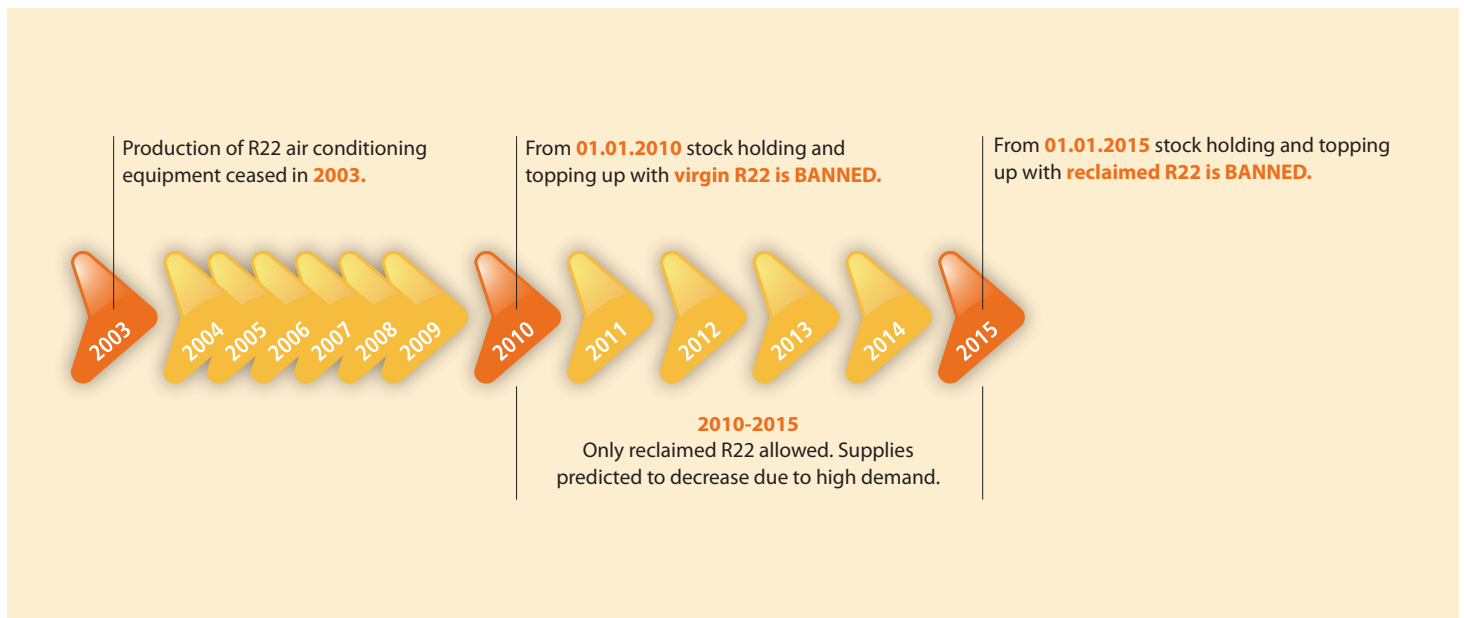 Production of R22 air conditioning
equipment ceased in 2003.
From 01.01.2010 stock holding and
topping up with virgin R22 is BANNED.
From 01.01.2015 stock holding and topping
up with reclaimed R22 is BANNED.
2003
2004
2005
2006
2007
2008
2009
2010
2011
2012
2013
2014
2015
2010-2015
Only reclaimed R22 allowed. Supplies
predicted to decrease due to high demand.